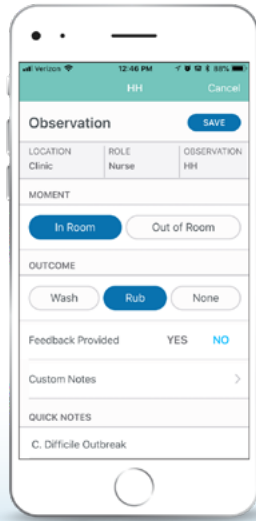 Verizon 12:46 PM 88%
HH Cancel
Observation SAVE
LOCATION ROLE OBSERVATION
Clinic Nurse HH
MOMENT
In Room Out of Room
OUTCOME
Wash Rub None
Feedback Provided YES NO
Custom Notes
QUICK NOTES
C. Difficile Outbreak